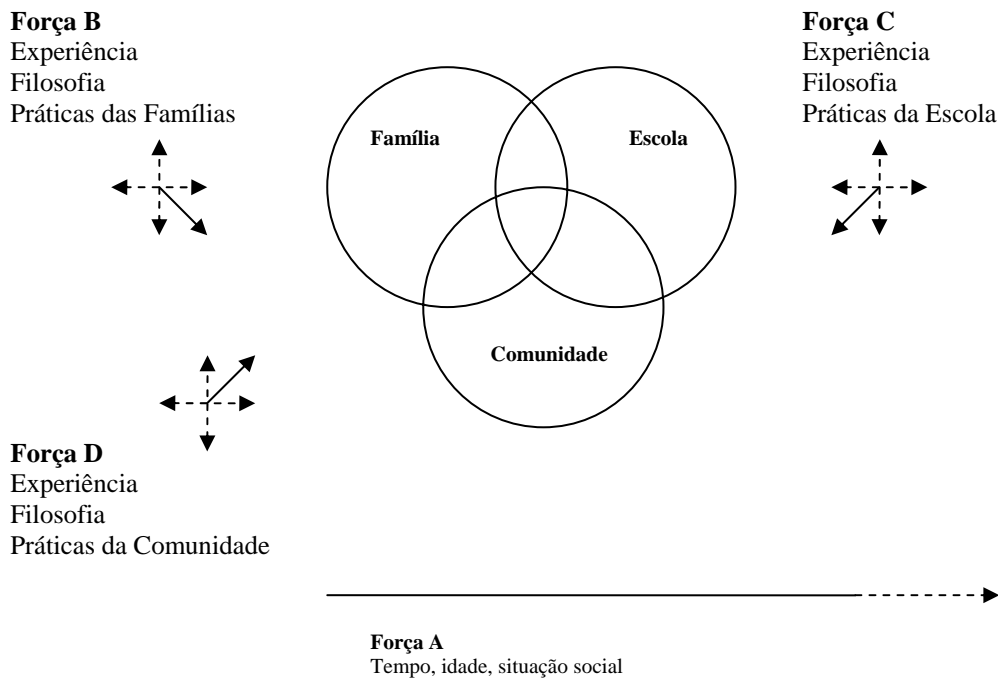 Força B
Experiência
Filosofia
Práticas das Famílias
Força C
Experiência
Filosofia
Práticas da Escola
Família
Escola
Comunidade
Força D
Experiência
Filosofia
Práticas da Comunidade
Força A
Tempo, idade, situação social